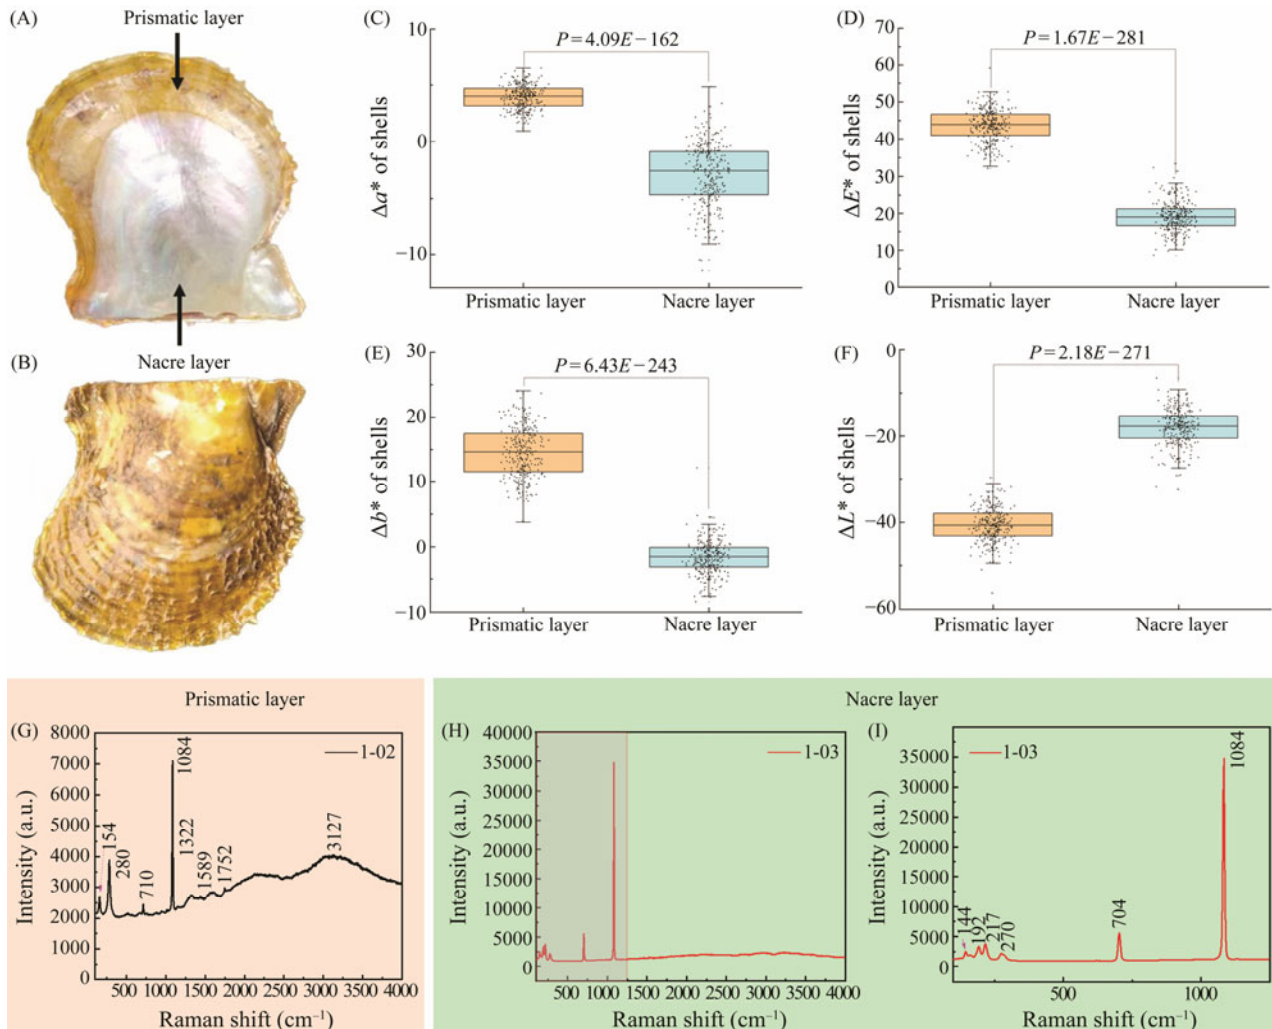 (A)
Prismatic layer
Nacre layer
(B)
(C)
P=4.09E−162
Δa* of shells
10
0
−10
Prismatic layer
Nacre layer
(D)
P=1.67E−281
ΔE* of shells
70
60
50
40
30
20
10
0
Prismatic layer
Nacre layer
(E)
P=6.43E−243
Δb* of shells
30
20
10
−0
−10
Prismatic layer
Nacre layer
(F)
P=2.18E−271
ΔL* of shells
−0
−20
−40
−60
Prismatic layer
Nacre layer
Prismatic layer
(G)
1-02
Intensity (a.u.)
8000
7000
6000
5000
4000
3000
2000
1000
0
154
280
710
1084
1322
1589
1752
3127
500 1000 1500 2000 2500 3000 3500 4000
Raman shift (cm⁻¹)
Nacre layer
(H)
1-03
Intensity (a.u.)
40000
35000
30000
25000
20000
15000
10000
5000
0
500 1000 1500 2000 2500 3000 3500 4000
Raman shift (cm⁻¹)
(I)
1-03
Intensity (a.u.)
35000
30000
25000
20000
15000
10000
5000
0
144
192
217
270
704
1084
500 1000
Raman shift (cm⁻¹)